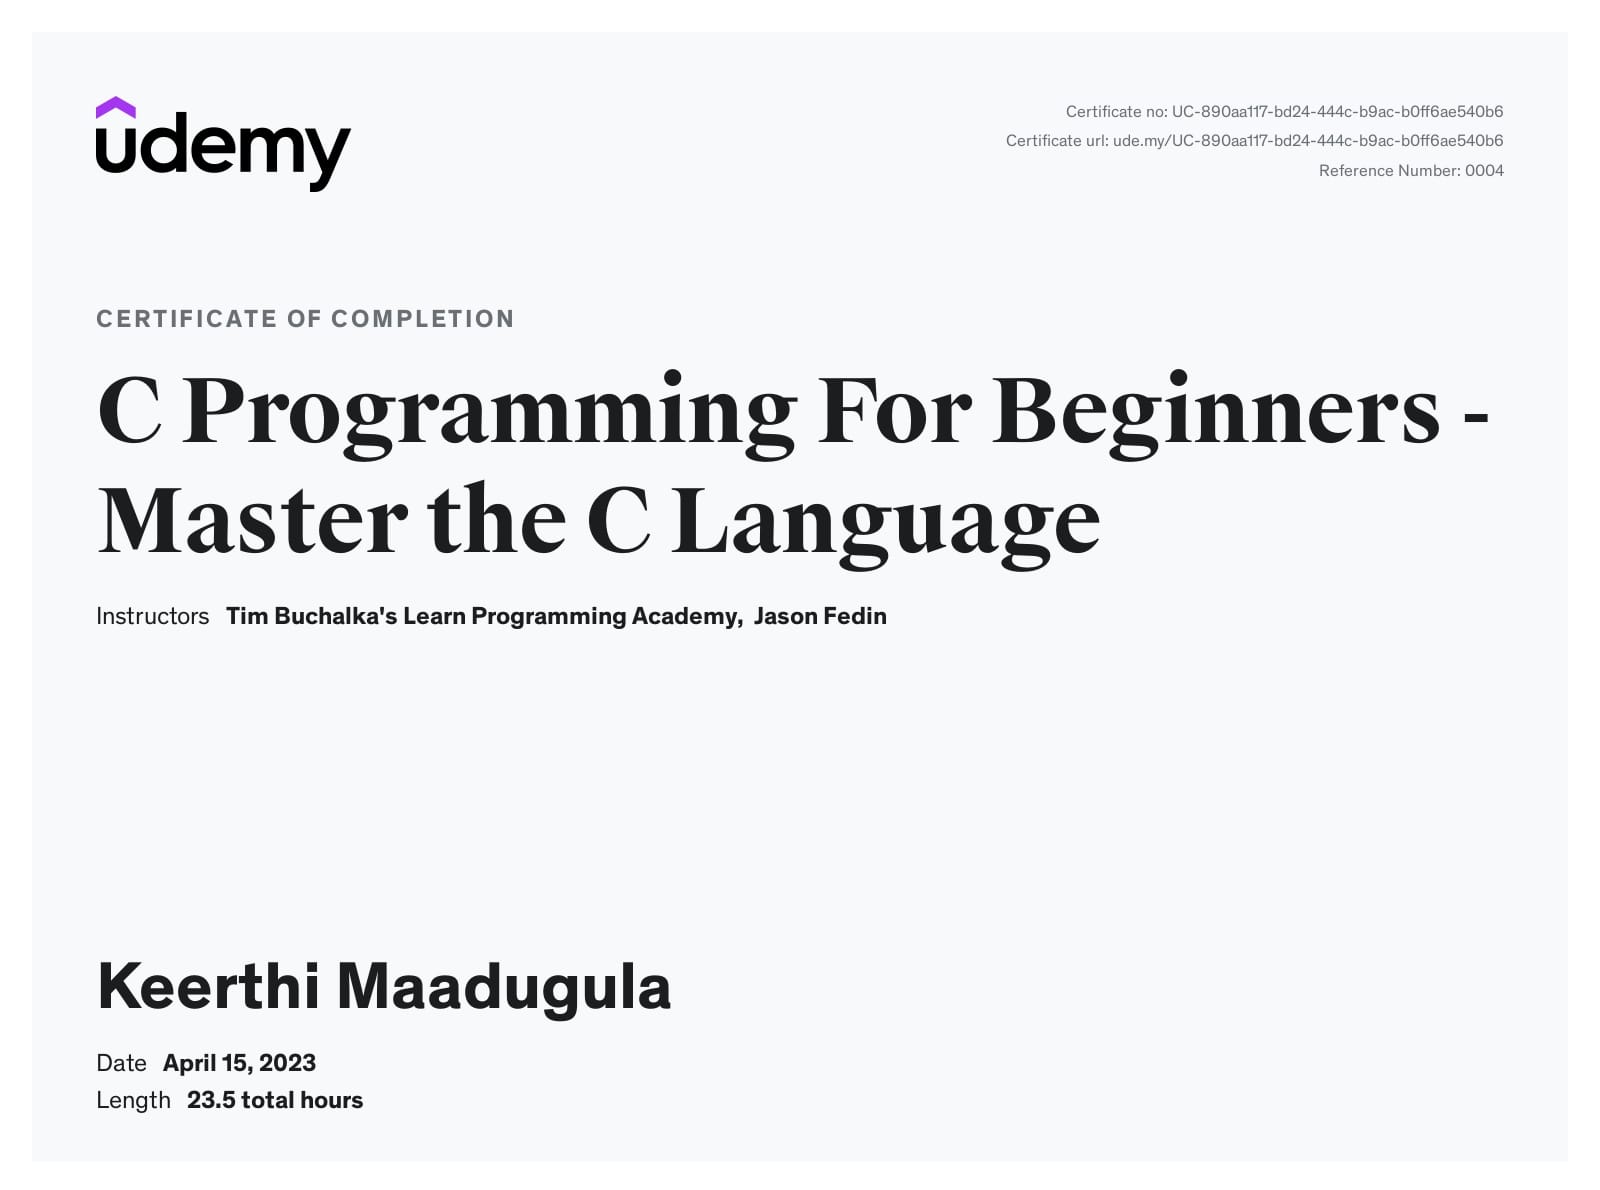 udemy
Certificate no: UC-890aa117-bd24-444c-b9ac-b0ff6ae540b6
Certificate url: ude.my/UC-890aa117-bd24-444c-b9ac-b0ff6ae540b6
Reference Number: 0004
CERTIFICATE OF COMPLETION
C Programming For Beginners -
Master the C Language
Instructors Tim Buchalka's Learn Programming Academy, Jason Fedin
Keerthi Maadugula
Date April 15, 2023
Length 23.5 total hours